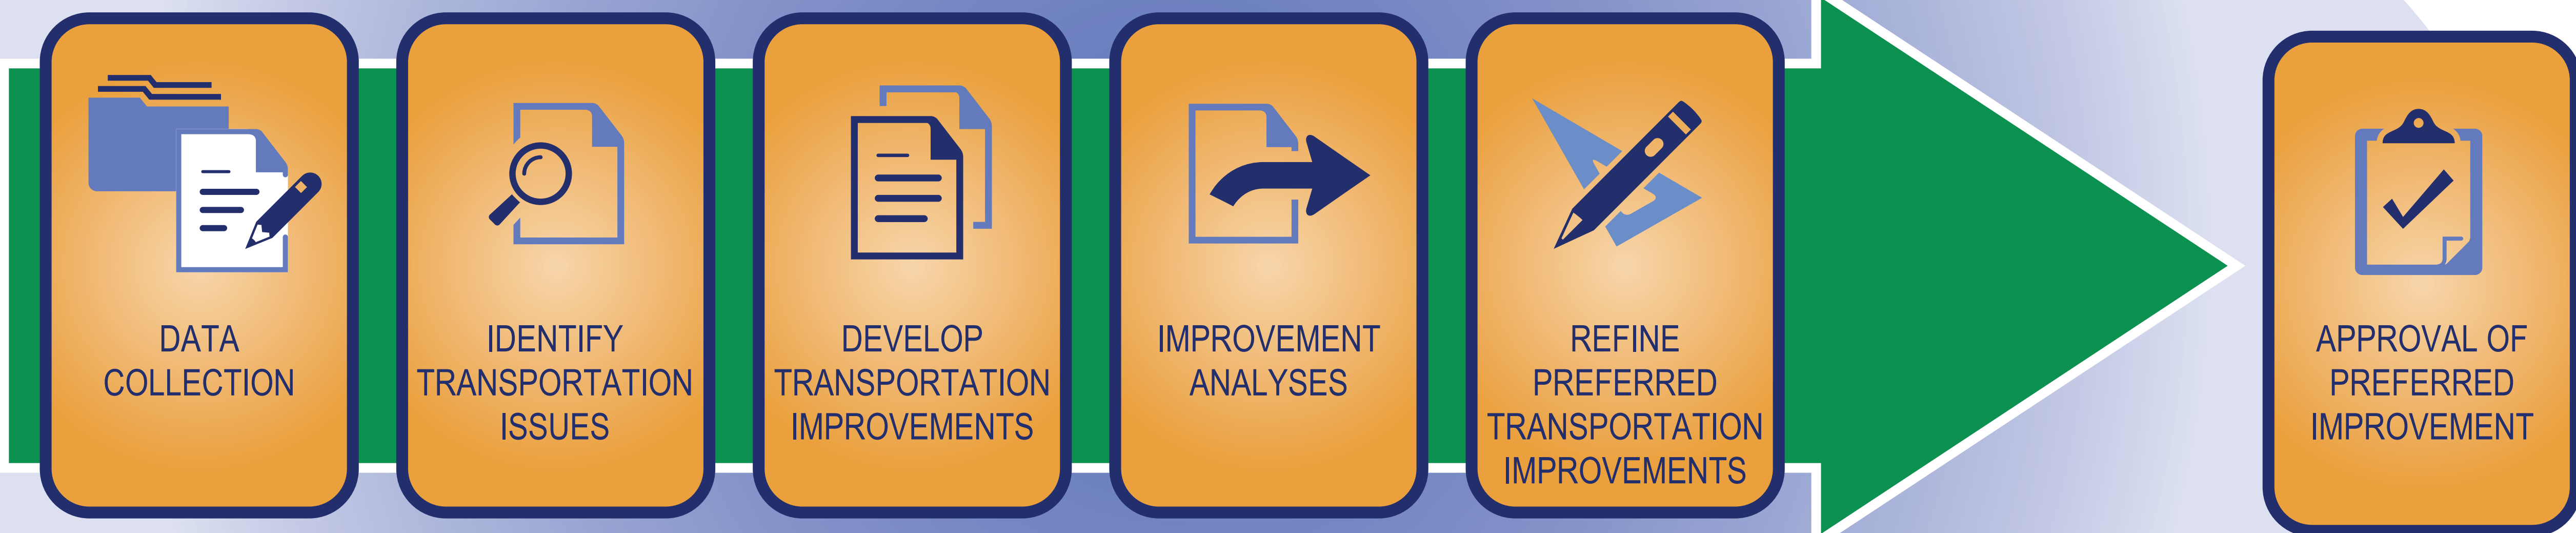 DATA
COLLECTION
IDENTIFY
TRANSPORTATION
ISSUES
DEVELOP
TRANSPORTATION
IMPROVEMENTS
IMPROVEMENT
ANALYSES
REFINE
PREFERRED
TRANSPORTATION
IMPROVEMENTS
APPROVAL OF
PREFERRED
IMPROVEMENT